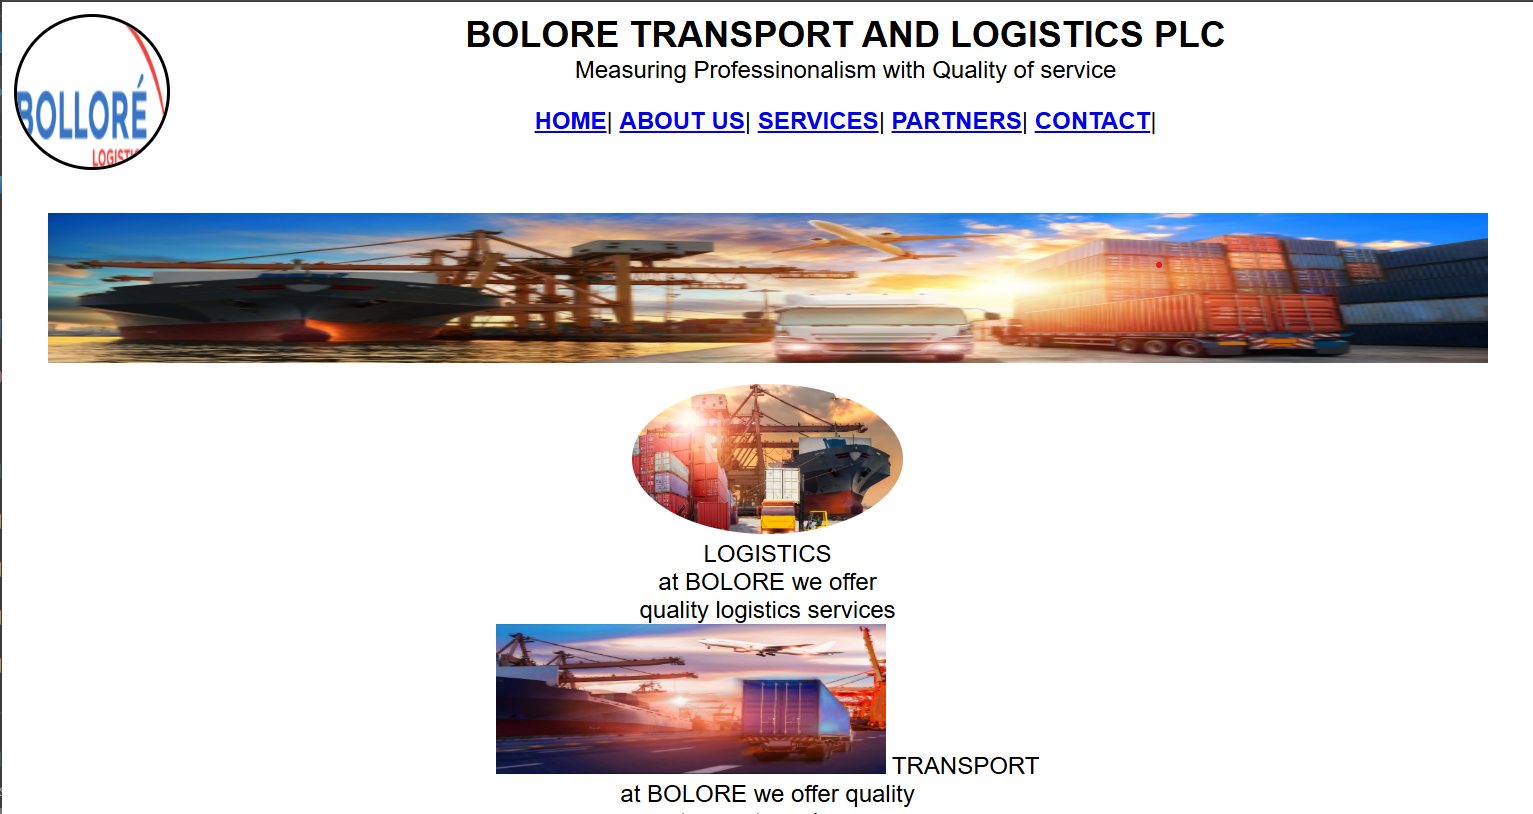 BOLLORÉ
BOLORE TRANSPORT AND LOGISTICS PLC
Measuring Professinonalism with Quality of service
HOME| ABOUT US| SERVICES| PARTNERS| CONTACT|
LOGISTICS
at BOLORE we offer
quality logistics services
TRANSPORT
at BOLORE we offer quality